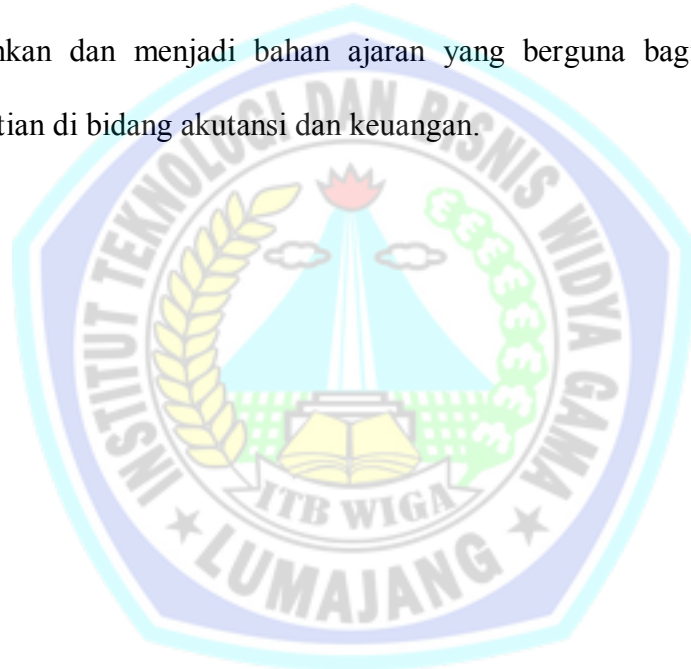 nkan dan menjadi bahan ajaran yang berguna bag
tian di bidang akutansi dan keuangan.
INSTITUT TEKNOLOGI DAN BISNIS WIDYA GAMA
ITB WIGA
LUMAJANG